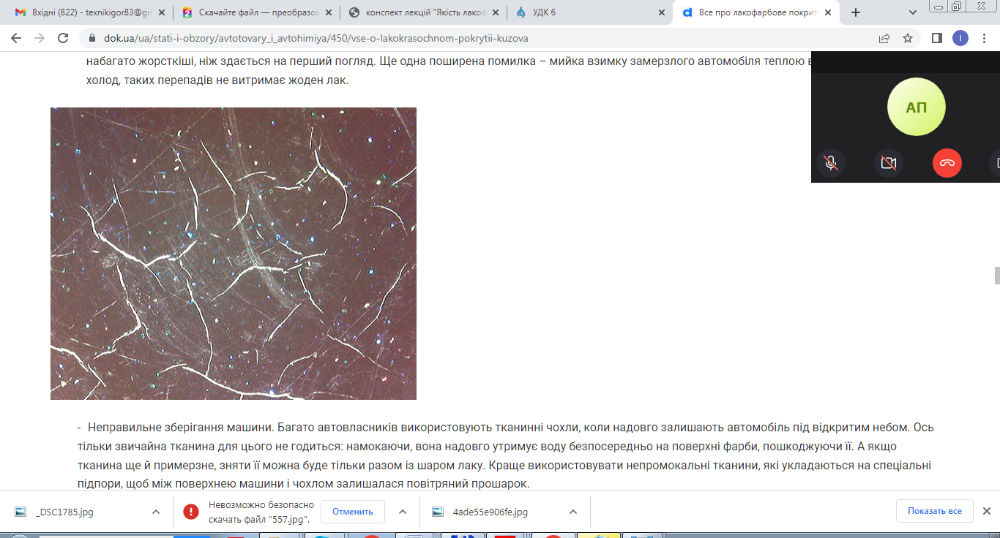 Вхідні (822) - texnikigor83@gm
Скачайте файл — преобразов
конспект лекцій "Якість лакоф
УДК 6
Все про лакофарбове покрит
dok.ua/ua/stati-i-obzory/avtotovary_i_avtohimiya/450/vse-o-lakokrasochnom-pokrytii-kuzova
І
набагато жорсткіші, ніж здається на перший погляд. Ще одна поширена помилка – мийка взимку замерзлого автомобіля теплою в
холод, таких перепадів не витримає жоден лак.
АП
- Неправильне зберігання машини. Багато автовласників використовують тканинні чохли, коли надовго залишають автомобіль під відкритим небом. Ось
тільки звичайна тканина для цього не годиться: намокаючи, вона надовго утримує воду безпосередньо на поверхні фарби, пошкоджуючи її. А якщо
тканина ще й примерзне, зняти її можна буде тільки разом із шаром лаку. Краще використовувати непромокальні тканини, які укладаються на спеціальні
підпори, щоб між поверхнею машини і чохлом залишалася повітряний прошарок.
_DSC1785.jpg
Невозможно безопасно
скачать файл "557.jpg".
Отменить
4ade55e906fe.jpg
Показать все